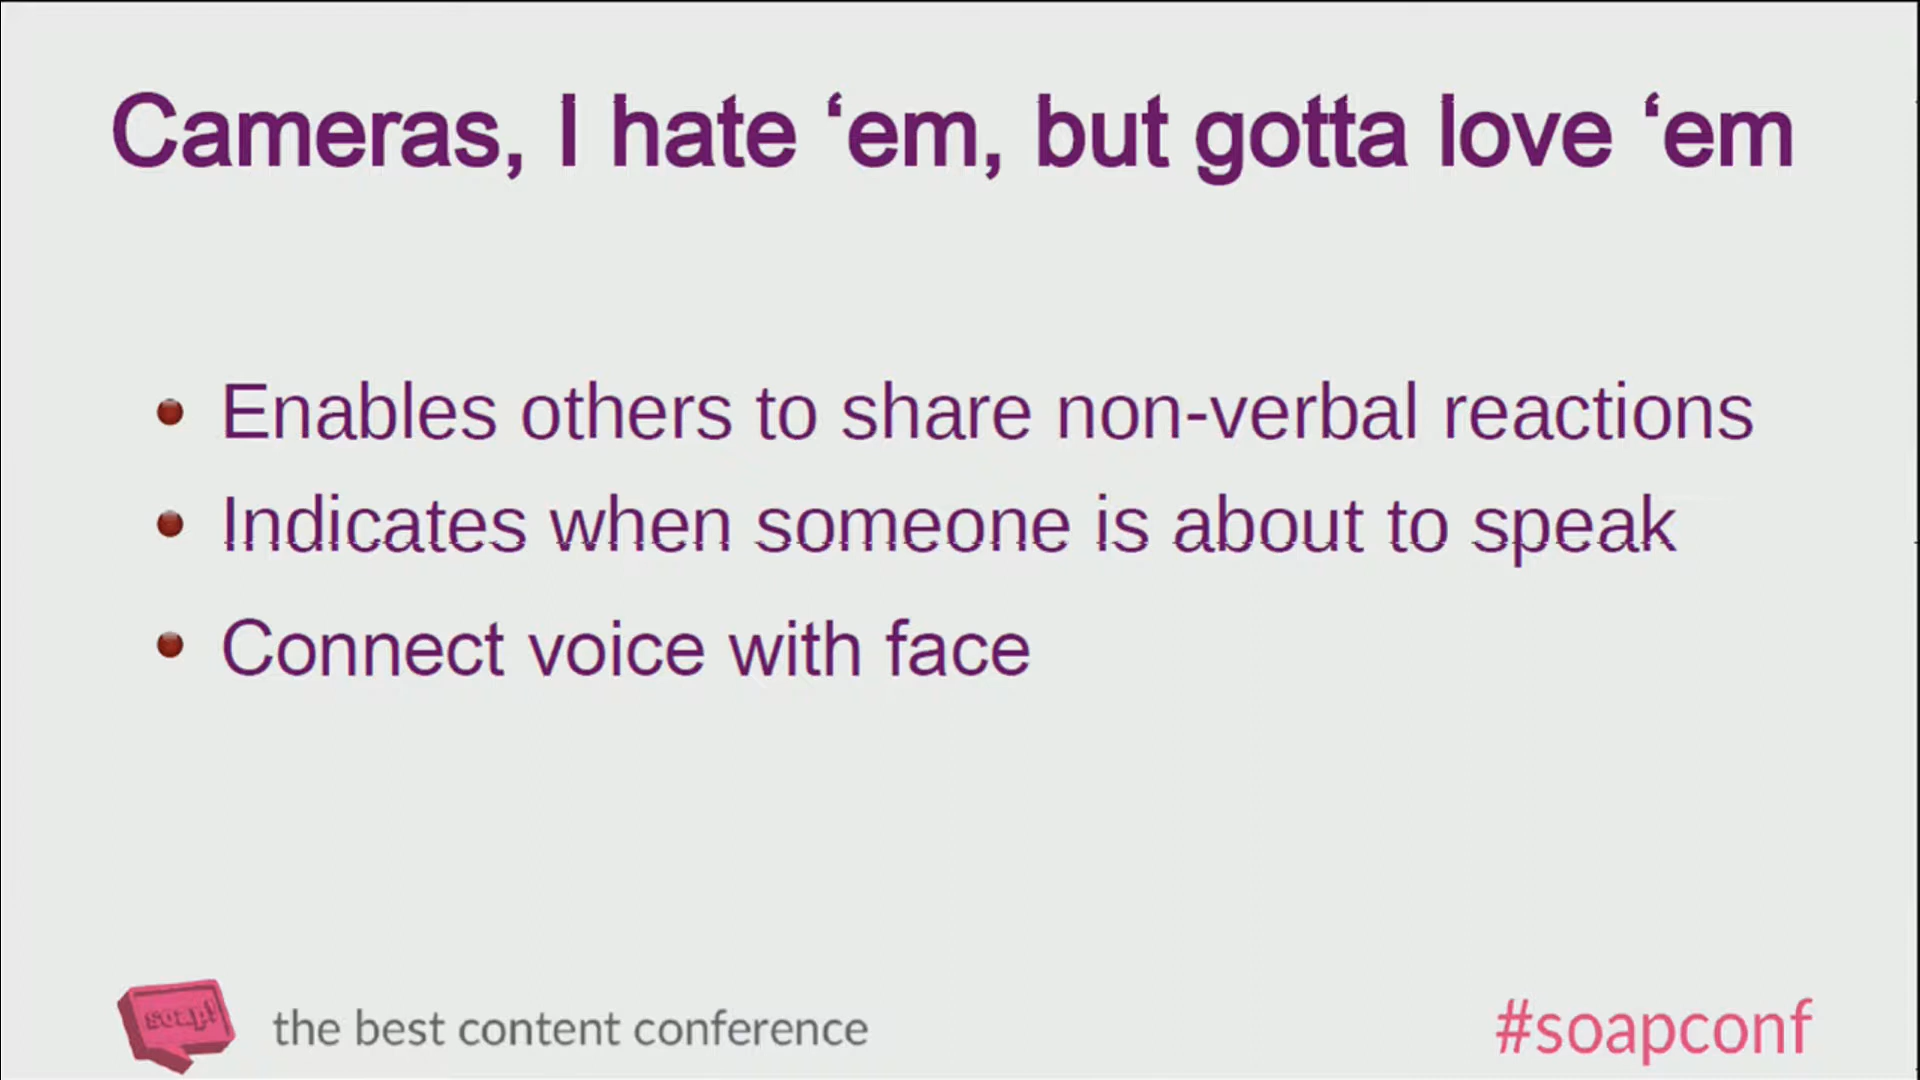 Cameras, I hate ‘em, but gotta love ‘em
Enables others to share non-verbal reactions
Indicates when someone is about to speak
Connect voice with face
soap!
the best content conference
#soapconf